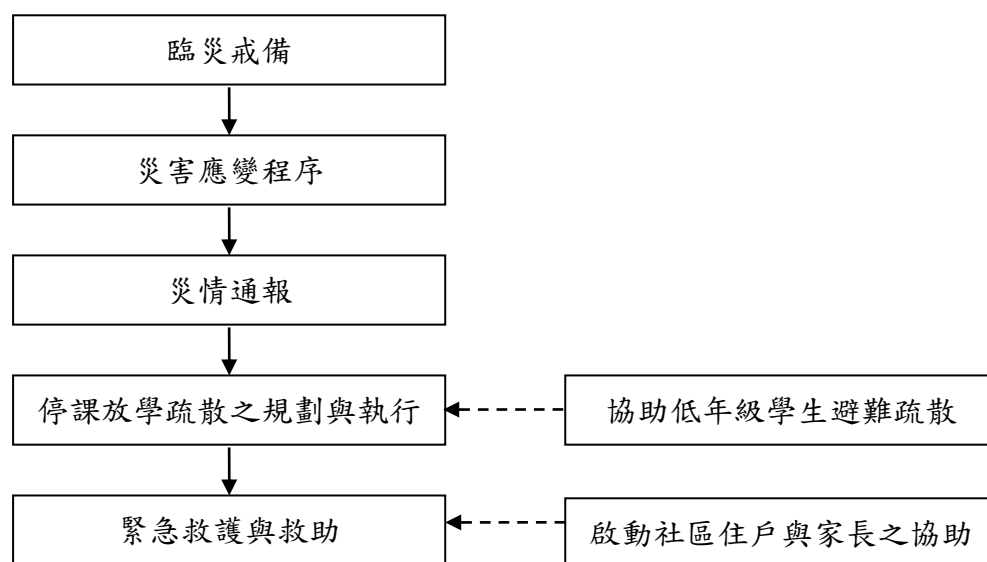 臨災戒備
災害應變程序
災情通報
停課放學疏散之規劃與執行
協助低年級學生避難疏散
緊急救護與救助
啟動社區住戶與家長之協助